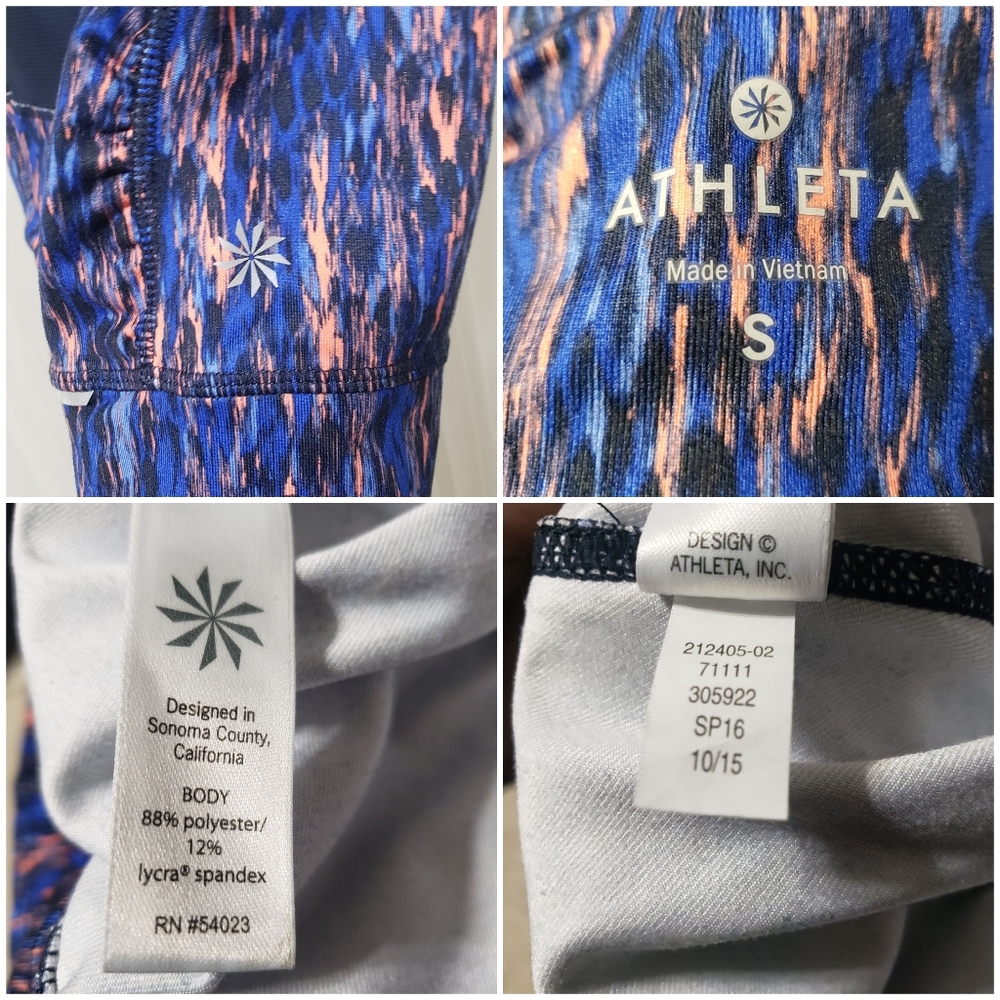 ATHLETA
Made in Vietnam
S
Designed in
Sonoma County,
California
BODY
88% polyester/
12%
lycra® spandex
RN #54023
DESIGN ©
ATHLETA, INC.
212405-02
71111
305922
SP16
10/15